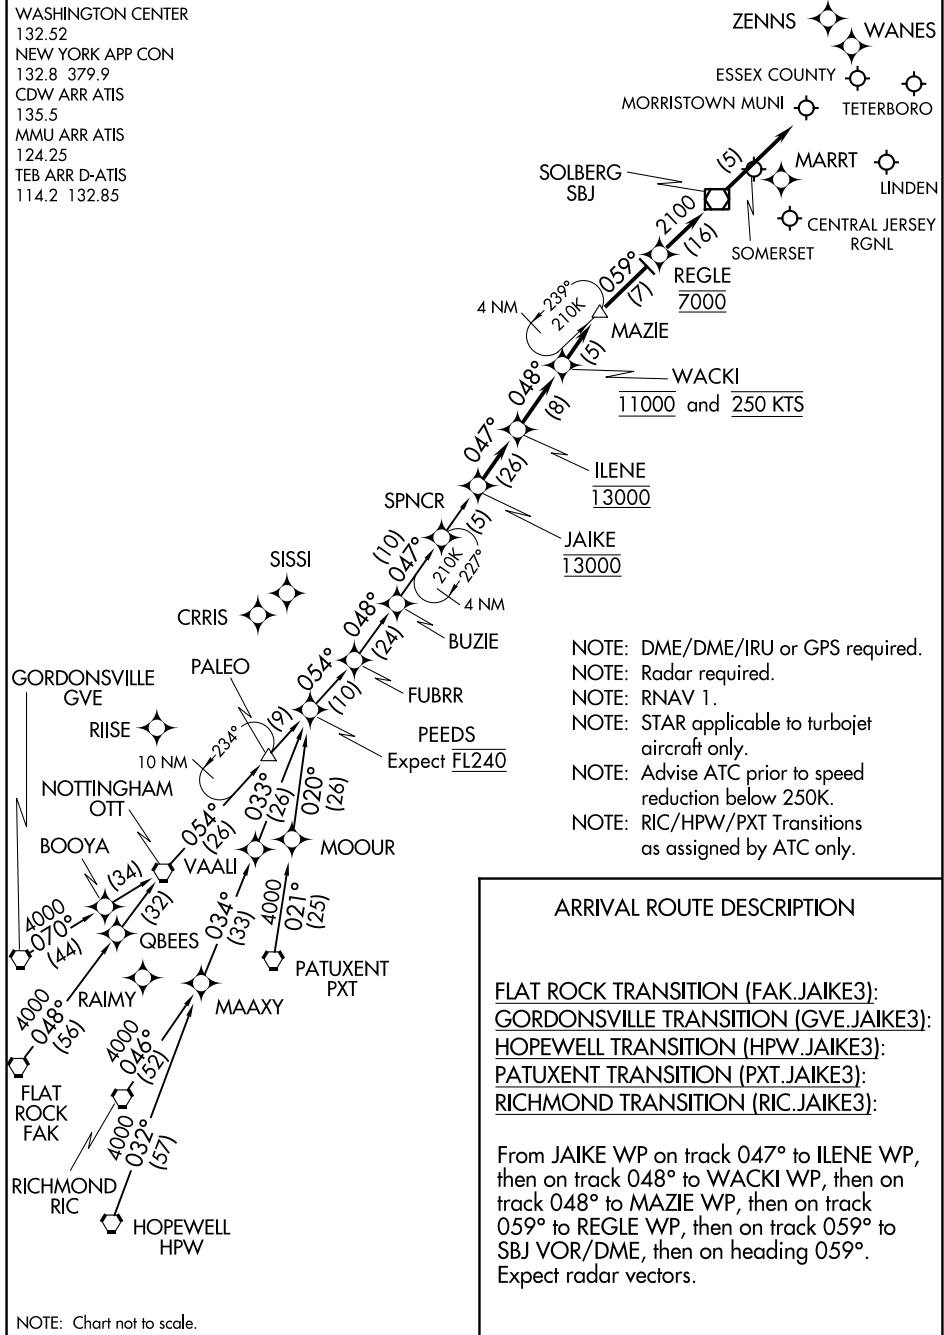 WASHINGTON CENTER
132.52
NEW YORK APP CON
132.8 379.9
CDW ARR ATIS
135.5
MMU ARR ATIS
124.25
TEB ARR D-ATIS
114.2 132.85
ZENNS
WANES
ESSEX COUNTY
MORRISTOWN MUNI
TETERBORO
(5)
MARRT
SOLBERG
SBJ
LINDEN
CENTRAL JERSEY
RGNL
SOMERSET
2100
(16)
REGLE
7000
059°
(7)
239°
210K
4 NM
MAZIE
(5)
WACKI
11000 and 250 KTS
048°
(8)
047°
(26)
ILENE
13000
SPNCR
(5)
JAIKE
13000
(10)
047°
210K
227°
4 NM
SISSI
CRRIS
048°
(24)
BUZIE
PALEO
054°
(10)
FUBRR
GORDONSVILLE
GVE
RIISE
(9)
PEEDS
Expect FL240
234°
10 NM
NOTTINGHAM
OTT
033°
(26)
020°
(26)
054°
(26)
BOOYA
VAALI
MOOUR
(34)
(32)
4000
070°
(44)
QBEES
034°
(33)
4000
021°
(25)
PATUXENT
PXT
RAIMY
MAAXY
4000
048°
(56)
4000
046°
(52)
FLAT
ROCK
FAK
4000
032°
(57)
RICHMOND
RIC
HOPEWELL
HPW
NOTE: DME/DME/IRU or GPS required.
NOTE: Radar required.
NOTE: RNAV 1.
NOTE: STAR applicable to turbojet
aircraft only.
NOTE: Advise ATC prior to speed
reduction below 250K.
NOTE: RIC/HPW/PXT Transitions
as assigned by ATC only.
ARRIVAL ROUTE DESCRIPTION
FLAT ROCK TRANSITION (FAK.JAIKE3):
GORDONSVILLE TRANSITION (GVE.JAIKE3):
HOPEWELL TRANSITION (HPW.JAIKE3):
PATUXENT TRANSITION (PXT.JAIKE3):
RICHMOND TRANSITION (RIC.JAIKE3):
From JAIKE WP on track 047° to ILENE WP,
then on track 048° to WACKI WP, then on
track 048° to MAZIE WP, then on track
059° to REGLE WP, then on track 059° to
SBJ VOR/DME, then on heading 059°.
Expect radar vectors.
NOTE: Chart not to scale.